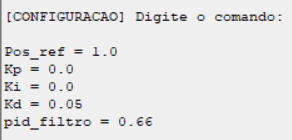 [CONFIGURACAO] Digite o comando:
Pos_ref = 1.0
Kp = 0.0
Ki = 0.0
Kd = 0.05
pid_filtro = 0.66